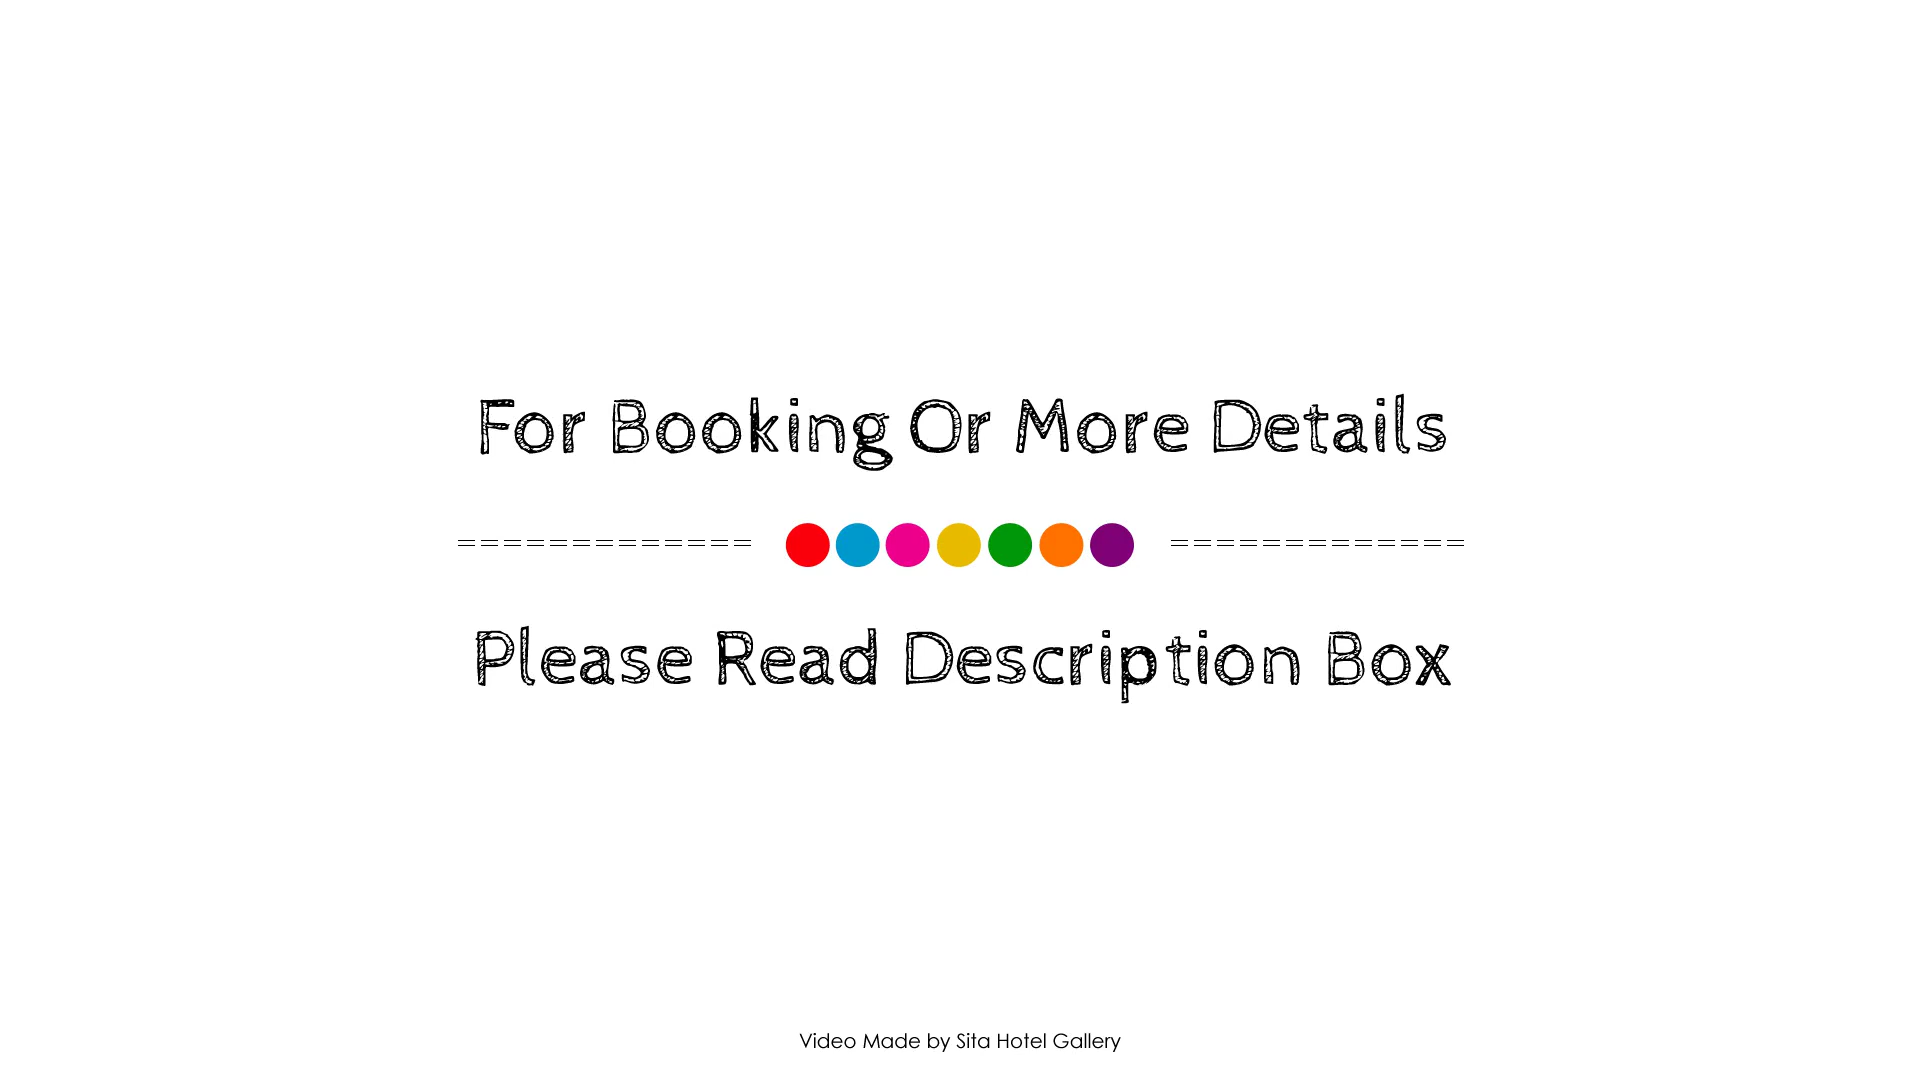 For Booking Or More Details
============= =============
Please Read Description Box
Video Made by Sita Hotel Gallery